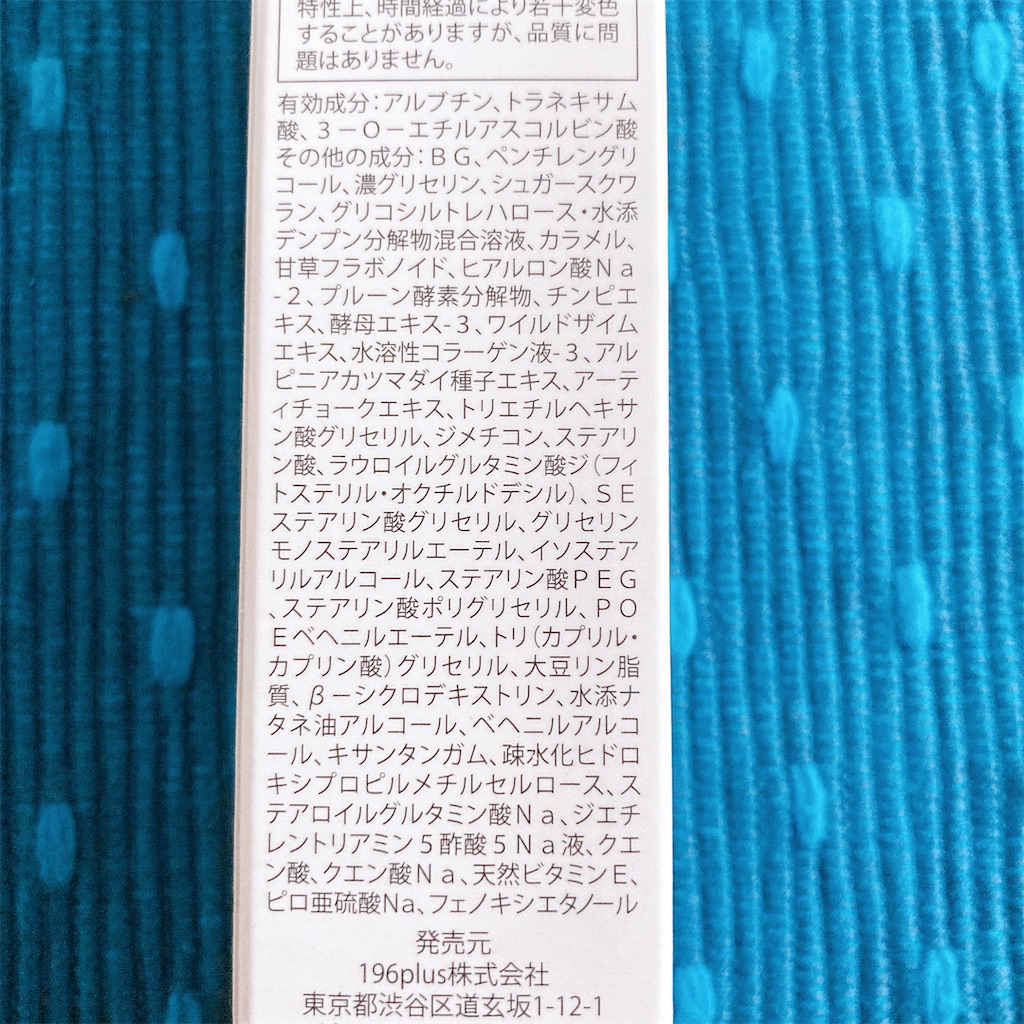 特性上、時間経過により若干変色
することがありますが、品質に問
題はありません。
有効成分：アルブチン、トラネキサム
酸、３－Ｏ－エチルアスコルビン酸
その他の成分：ＢＧ、ペンチレングリ
コール、濃グリセリン、シュガースクワ
ラン、グリコシルトレハロース・水添
デンプン分解物混合溶液、カラメル、
甘草フラボノイド、ヒアルロン酸Ｎａ
-２、プルーン酵素分解物、チンピエ
キス、酵母エキス-３、ワイルドザイム
エキス、水溶性コラーゲン液-３、アル
ピニアカツマダイ種子エキス、アーテ
ィチョークエキス、トリエチルヘキサ
ン酸グリセリル、ジメチコン、ステアリ
ン酸、ラウロイルグルタミン酸ジ（フィ
トステリル・オクチルドデシル）、ＳＥ
ステアリン酸グリセリル、グリセリン
モノステアリルエーテル、イソステア
リルアルコール、ステアリン酸ＰＥＧ
、ステアリン酸ポリグリセリル、ＰＯ
Ｅベヘニルエーテル、トリ（カプリル・
カプリン酸）グリセリル、大豆リン脂
質、β－シクロデキストリン、水添ナ
タネ油アルコール、ベヘニルアルコ
ール、キサンタンガム、疎水化ヒドロ
キシプロピルメチルセルロース、ス
テアロイルグルタミン酸Ｎａ、ジエチ
レントリアミン５酢酸５Ｎａ液、クエ
ン酸、クエン酸Ｎａ、天然ビタミンＥ、
ピロ亜硫酸Na、フェノキシエタノール
発売元
196plus株式会社
東京都渋谷区道玄坂1-12-1